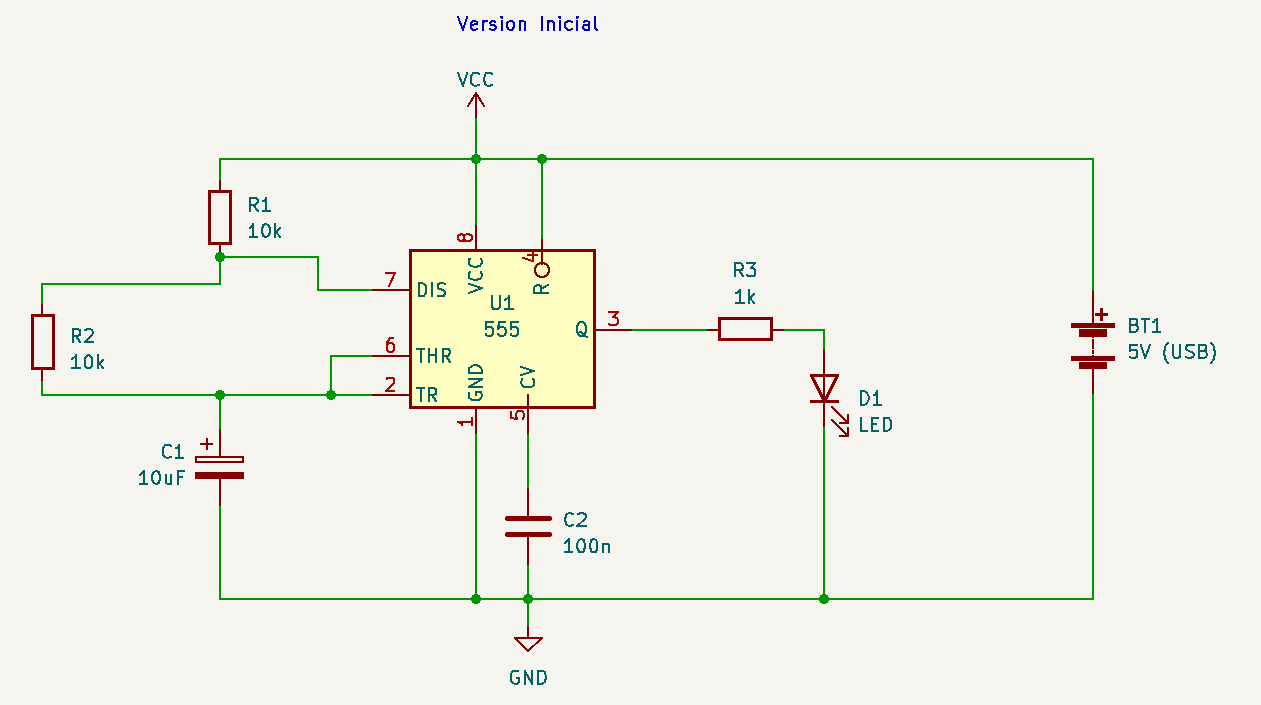 Version Inicial
VCC
R1
10k
8
4
7
DIS
VCC
R
U1
555
R3
1k
Q
3
BT1
5V (USB)
R2
10k
6
THR
2
TR
GND
CV
1
5
D1
LED
C1
10uF
C2
100n
GND